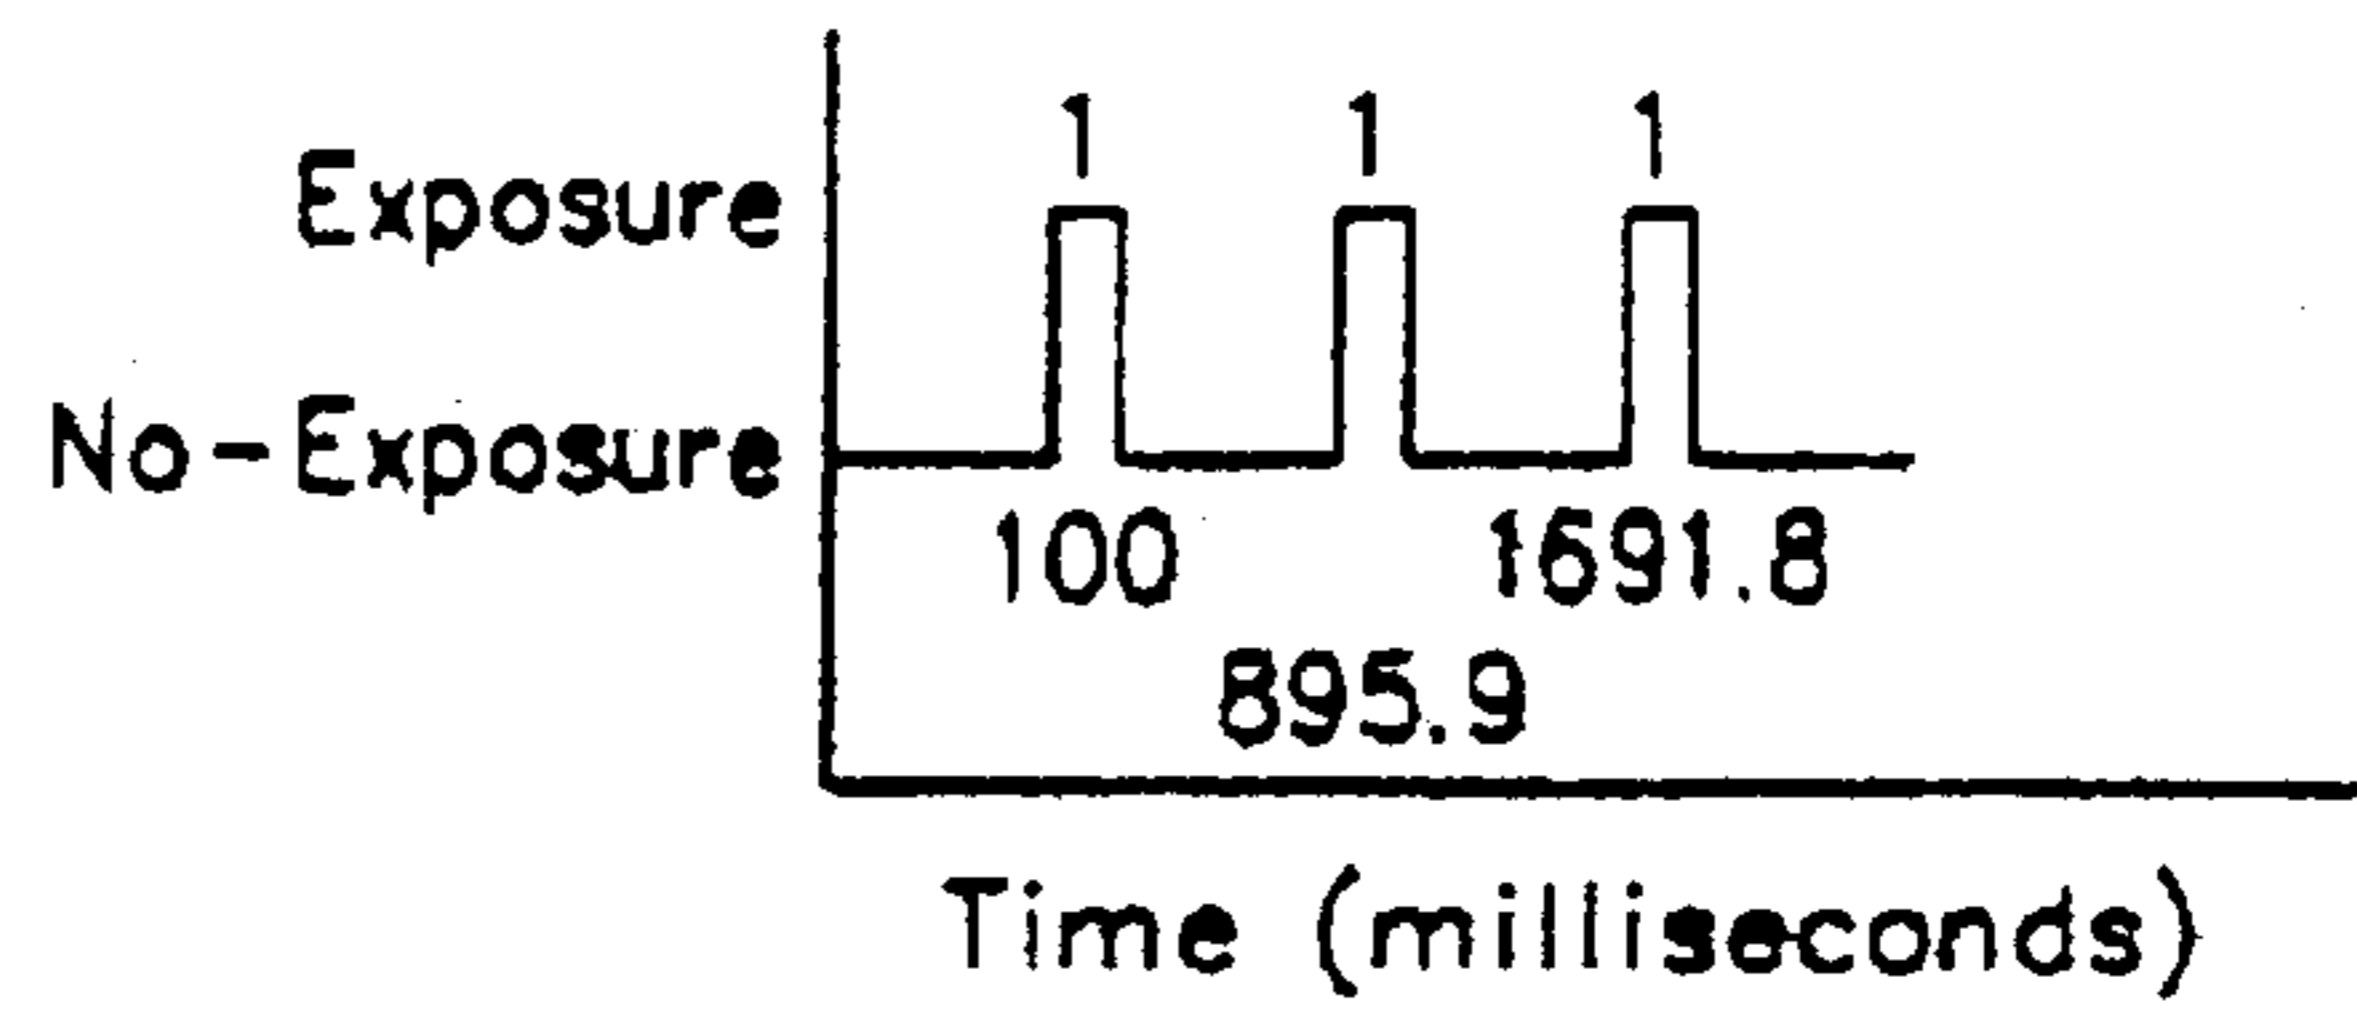 1 1 1
Exposure
No-Exposure
100 1691.8
895.9
Time (milliseconds)